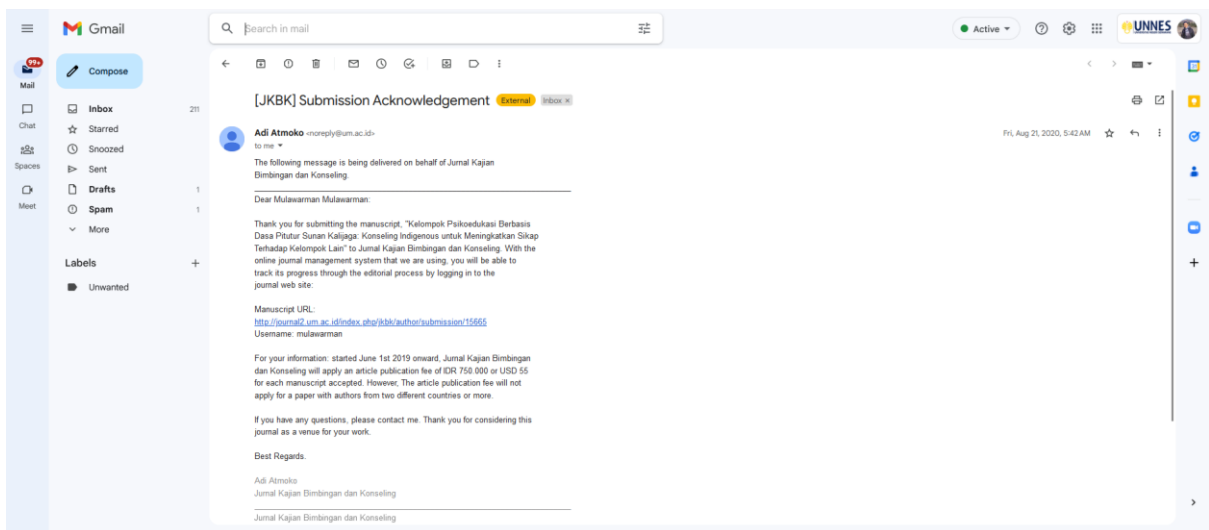 Gmail
Search in mail
Active
UNNES
99+
Mail
Compose
Chat
Spaces
Meet
Inbox 211
Starred
Snoozed
Sent
Drafts 1
Spam 1
More
Labels
Unwanted
[JKBK] Submission Acknowledgement External Inbox ×
Adi Atmoko <noreply@um.ac.id>
Fri, Aug 21, 2020, 5:42 AM
to me
The following message is being delivered on behalf of Jurnal Kajian
Bimbingan dan Konseling.
Dear Mulawarman Mulawarman:
Thank you for submitting the manuscript, "Kelompok Psikoedukasi Berbasis
Dasa Pitutur Sunan Kalijaga: Konseling Indigenous untuk Meningkatkan Sikap
Terhadap Kelompok Lain" to Jurnal Kajian Bimbingan dan Konseling. With the
online journal management system that we are using, you will be able to
track its progress through the editorial process by logging in to the
journal web site:
Manuscript URL:
http://journal2.um.ac.id/index.php/jkbk/author/submission/15665
Username: mulawarman
For your information: started June 1st 2019 onward, Jurnal Kajian Bimbingan
dan Konseling will apply an article publication fee of IDR 750.000 or USD 55
for each manuscript accepted. However, The article publication fee will not
apply for a paper with authors from two different countries or more.
If you have any questions, please contact me. Thank you for considering this
journal as a venue for your work.
Best Regards.
Adi Atmoko
Jurnal Kajian Bimbingan dan Konseling
Jurnal Kajian Bimbingan dan Konseling